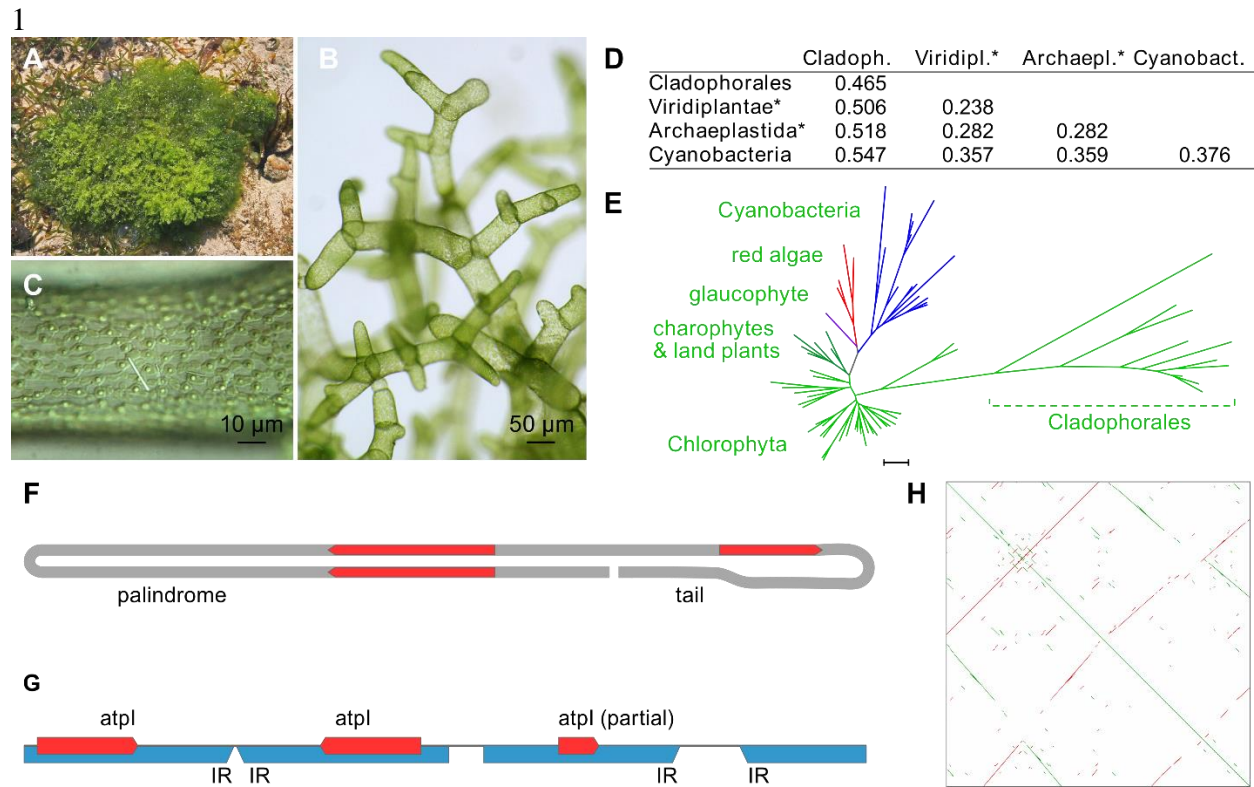 1
A
B
C
10 µm
50 µm
D
Cladoph. Viridipl.* Archaepl.* Cyanobact.
Cladophorales 0.465
Viridiplantae* 0.506 0.238
Archaeplastida* 0.518 0.282 0.282
Cyanobacteria 0.547 0.357 0.359 0.376
E
Cyanobacteria
red algae
glaucophyte
charophytes
& land plants
Chlorophyta
Cladophorales
F
palindrome
tail
G
atpI atpI atpI (partial)
IR IR IR IR
H